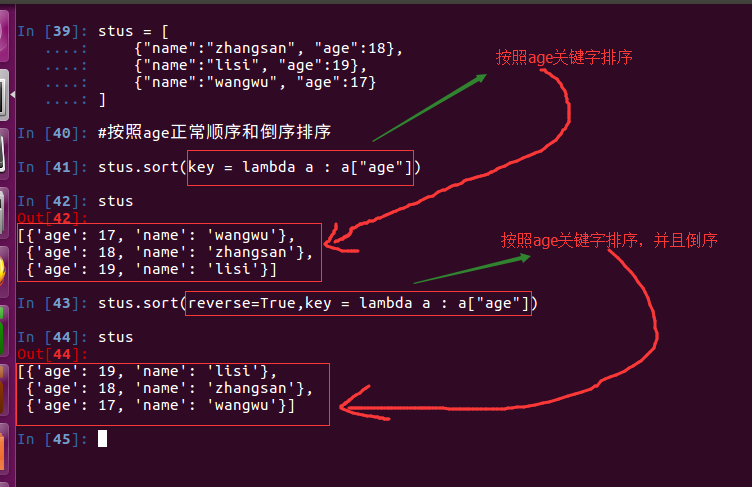 In [39]: stus = [
   ....:     {"name":"zhangsan", "age":18},
   ....:     {"name":"lisi", "age":19},
   ....:     {"name":"wangwu", "age":17}
   ....: ]
按照age关键字排序
In [40]: #按照age正常顺序和倒序排序
In [41]: stus.sort(key = lambda a : a["age"])
In [42]: stus
Out[42]:
[{'age': 17, 'name': 'wangwu'},
 {'age': 18, 'name': 'zhangsan'},
 {'age': 19, 'name': 'lisi'}]
按照age关键字排序，并且倒序
In [43]: stus.sort(reverse=True,key = lambda a : a["age"])
In [44]: stus
Out[44]:
[{'age': 19, 'name': 'lisi'},
 {'age': 18, 'name': 'zhangsan'},
 {'age': 17, 'name': 'wangwu'}]
In [45]: